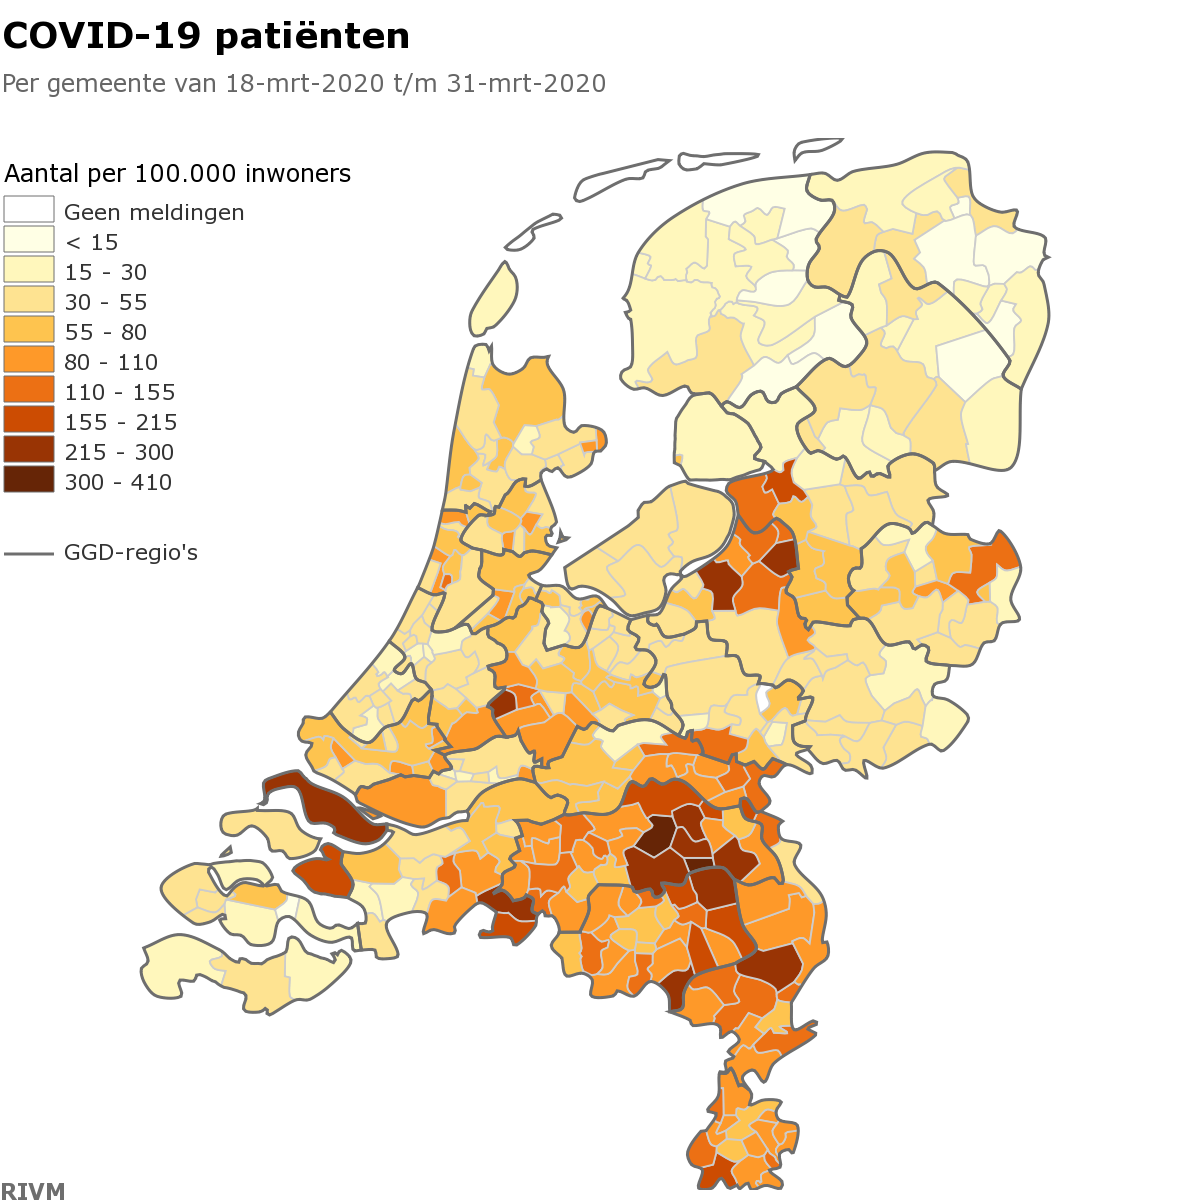 COVID-19 patiënten
Per gemeente van 18-mrt-2020 t/m 31-mrt-2020
Aantal per 100.000 inwoners
Geen meldingen
< 15
15 - 30
30 - 55
55 - 80
80 - 110
110 - 155
155 - 215
215 - 300
300 - 410
GGD-regio's
RIVM